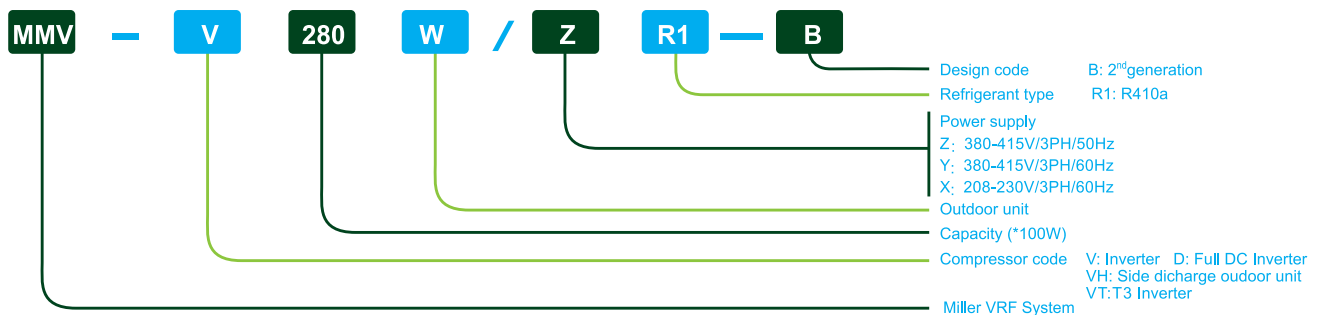 MMV — V 280 W / Z R1 — B
Design code B: 2ndgeneration
Refrigerant type R1: R410a
Power supply
Z: 380-415V/3PH/50Hz
Y: 380-415V/3PH/60Hz
X: 208-230V/3PH/60Hz
Outdoor unit
Capacity (*100W)
Compressor code V: Inverter D: Full DC Inverter
VH: Side dicharge oudoor unit
VT:T3 Inverter
Miller VRF System